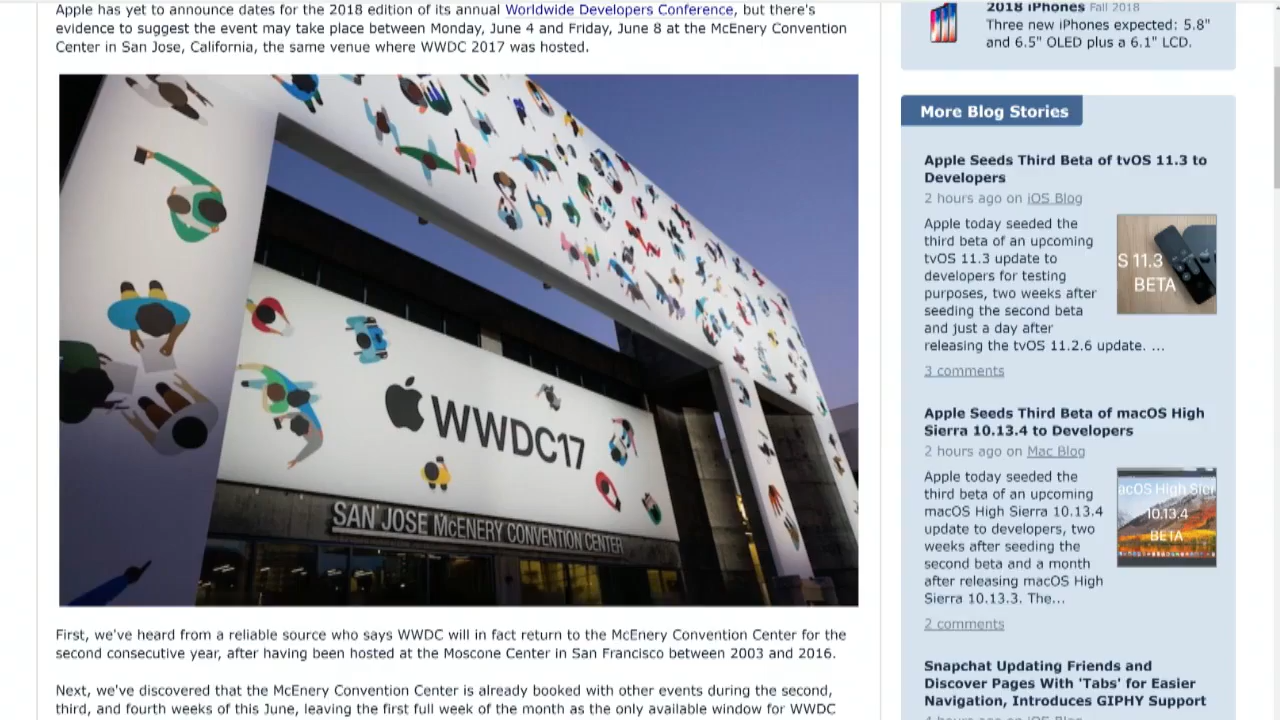 Apple has yet to announce dates for the 2018 edition of its annual Worldwide Developers Conference, but there's
evidence to suggest the event may take place between Monday, June 4 and Friday, June 8 at the McEnery Convention
Center in San Jose, California, the same venue where WWDC 2017 was hosted.
WWDC17
SAN JOSE McENERY CONVENTION CENTER
First, we've heard from a reliable source who says WWDC will in fact return to the McEnery Convention Center for the
second consecutive year, after having been hosted at the Moscone Center in San Francisco between 2003 and 2016.
Next, we've discovered that the McEnery Convention Center is already booked with other events during the second,
third, and fourth weeks of this June, leaving the first full week of the month as the only available window for WWDC
2018 iPhones Fall 2018
Three new iPhones expected: 5.8"
and 6.5" OLED plus a 6.1" LCD.
More Blog Stories
Apple Seeds Third Beta of tvOS 11.3 to
Developers
2 hours ago on iOS Blog
Apple today seeded the
third beta of an upcoming
tvOS 11.3 update to
developers for testing
purposes, two weeks after
seeding the second beta
and just a day after
releasing the tvOS 11.2.6 update. ...
S 11.3
BETA
3 comments
Apple Seeds Third Beta of macOS High
Sierra 10.13.4 to Developers
2 hours ago on Mac Blog
Apple today seeded the
third beta of an upcoming
macOS High Sierra 10.13.4
update to developers, two
weeks after seeding the
second beta and a month
after releasing macOS High
Sierra 10.13.3. The...
acOS High Sier
10.13.4
BETA
2 comments
Snapchat Updating Friends and
Discover Pages With 'Tabs' for Easier
Navigation, Introduces GIPHY Support
4 hours ago on iOS Blog